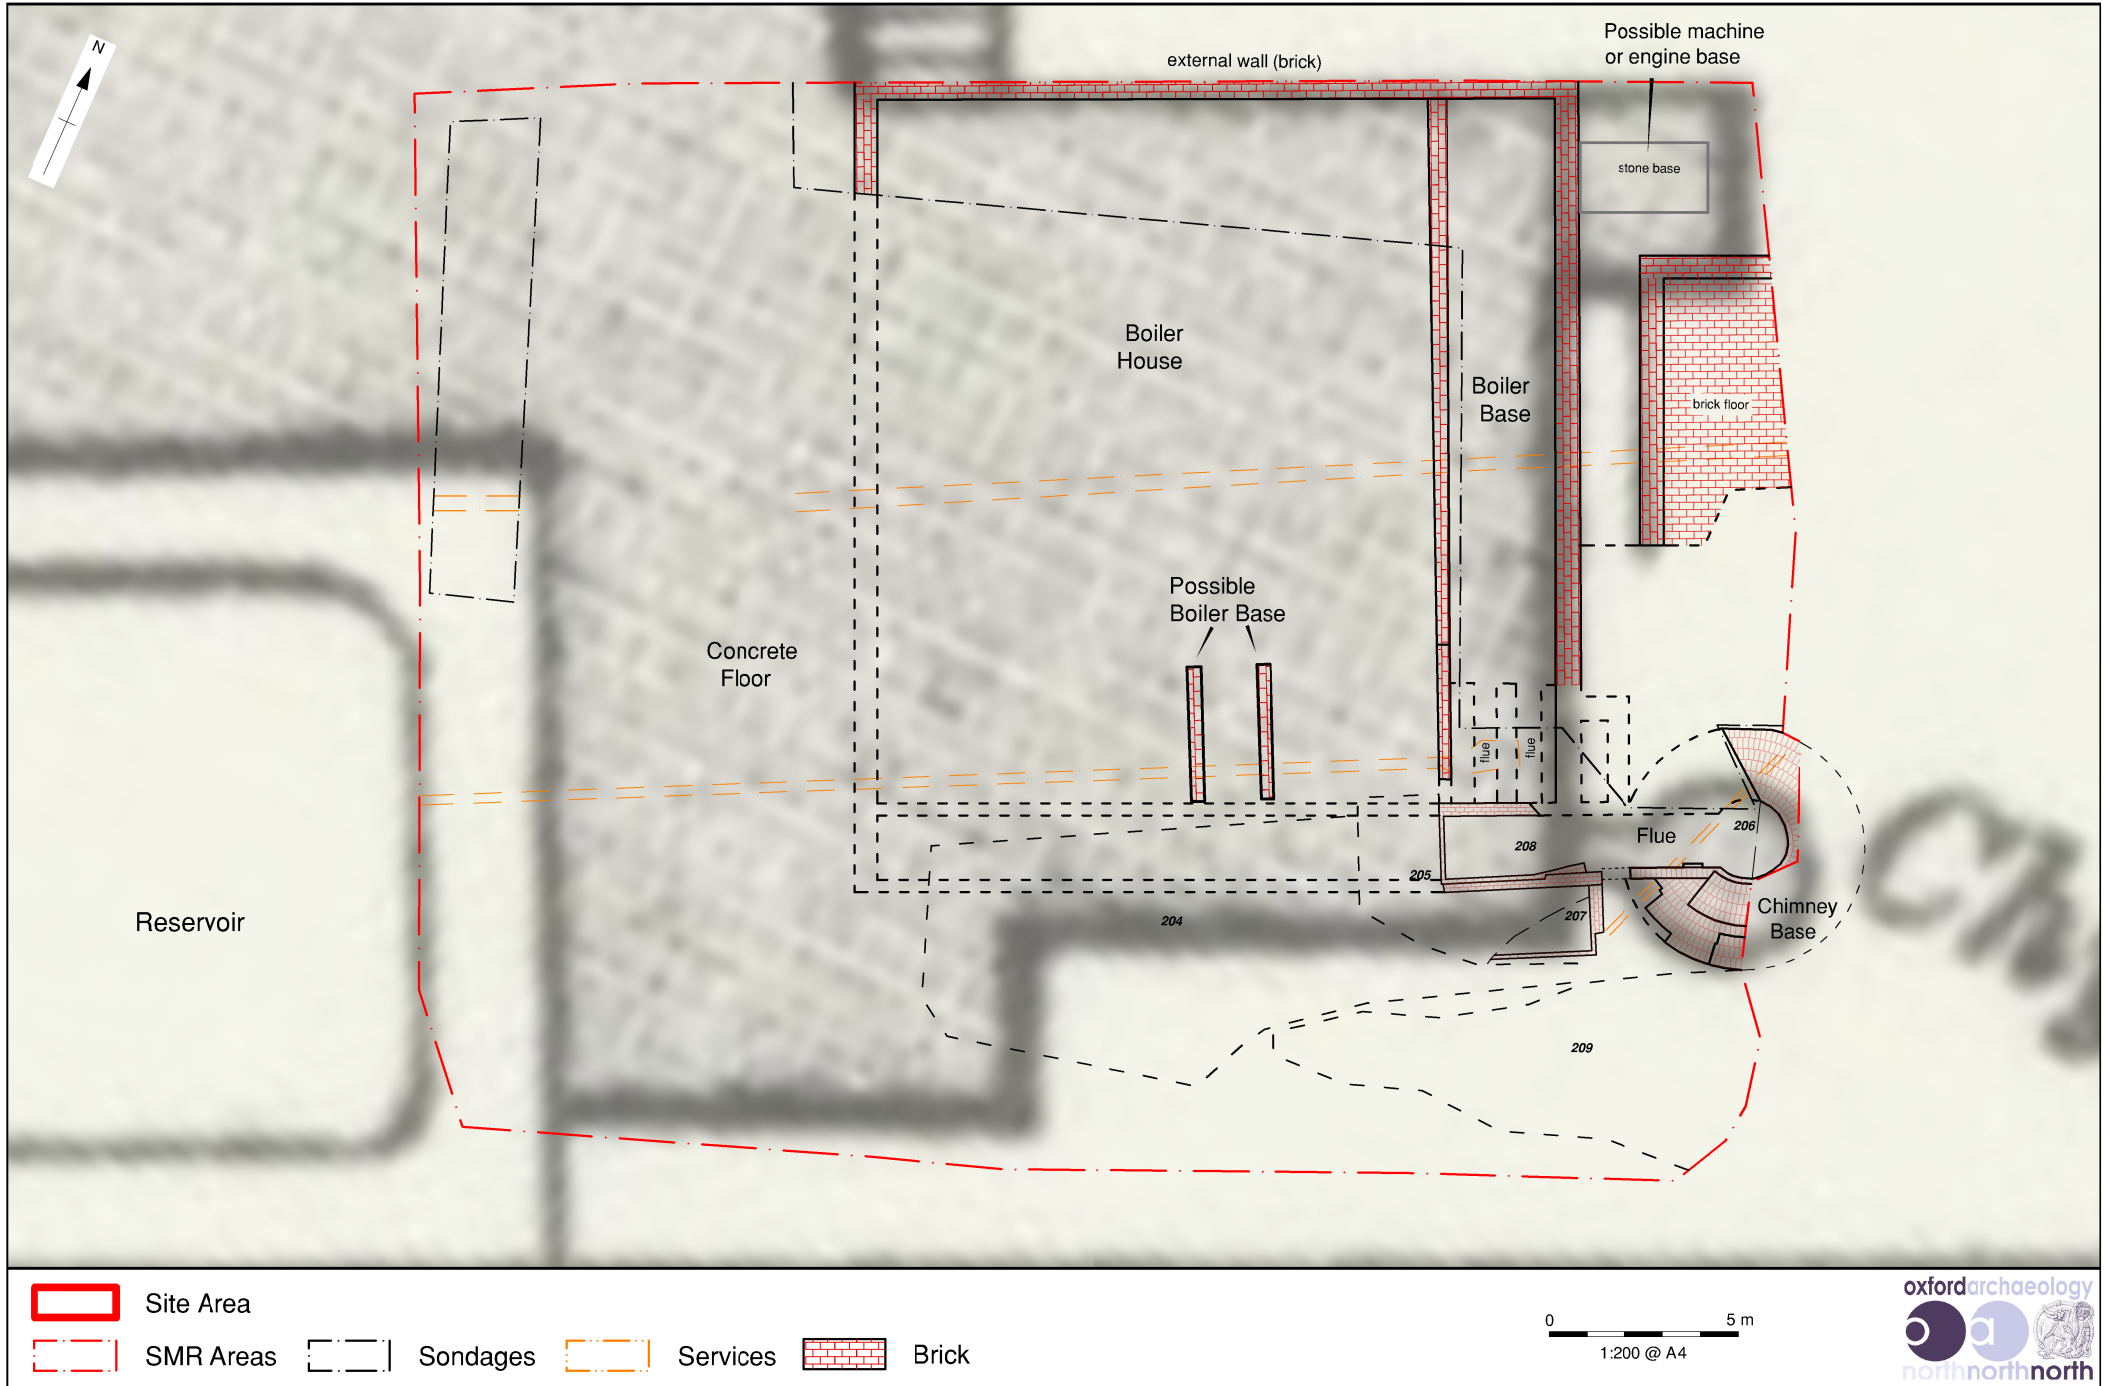 N
external wall (brick)
Possible machine
or engine base
stone base
Boiler
House
Boiler
Base
brick floor
Possible
Boiler Base
Concrete
Floor
flue
flue
Flue
206
208
205
207
204
Chimney
Base
Reservoir
209
Site Area
SMR Areas
Sondages
Services
Brick
0 5 m
1:200 @ A4
oxfordarchaeology
o a
northnorthnorth